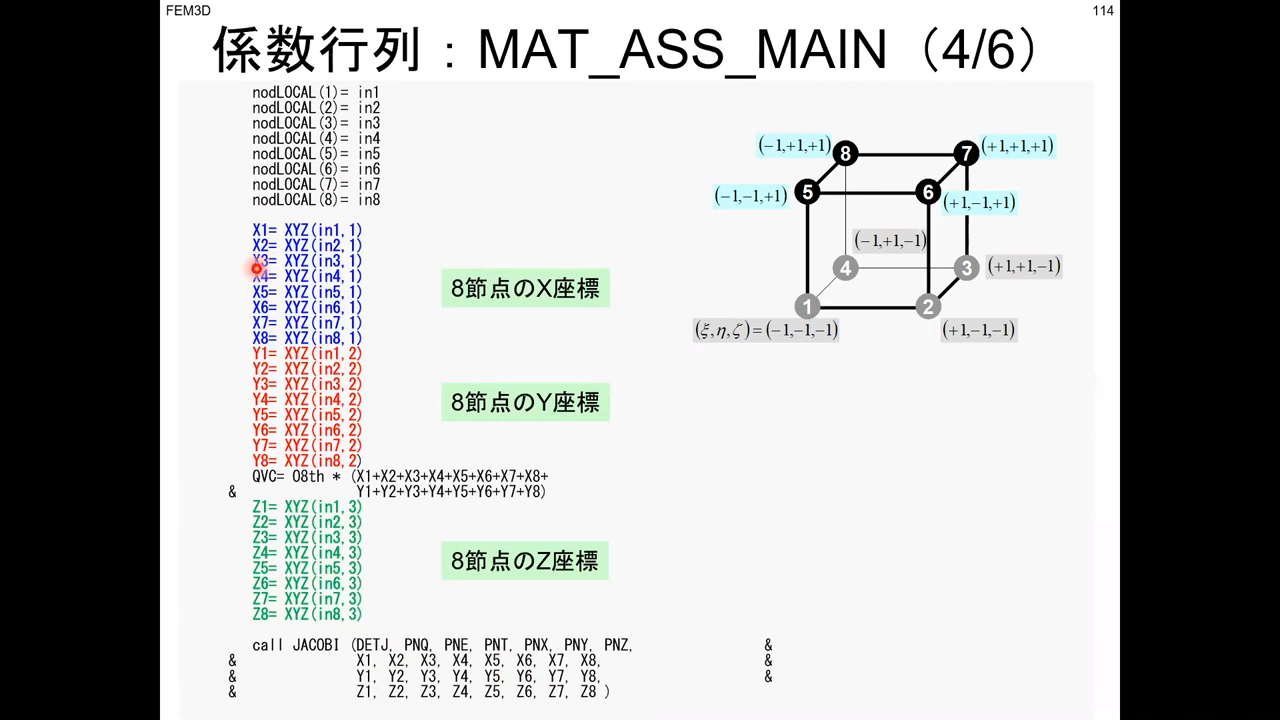 FEM3D
114
係数行列：MAT_ASS_MAIN（4/6）
nodLOCAL(1)= in1
nodLOCAL(2)= in2
nodLOCAL(3)= in3
nodLOCAL(4)= in4
nodLOCAL(5)= in5
nodLOCAL(6)= in6
nodLOCAL(7)= in7
nodLOCAL(8)= in8
X1= XYZ(in1,1)
X2= XYZ(in2,1)
X3= XYZ(in3,1)
X4= XYZ(in4,1)
X5= XYZ(in5,1)
X6= XYZ(in6,1)
X7= XYZ(in7,1)
X8= XYZ(in8,1)
8節点のX座標
Y1= XYZ(in1,2)
Y2= XYZ(in2,2)
Y3= XYZ(in3,2)
Y4= XYZ(in4,2)
Y5= XYZ(in5,2)
Y6= XYZ(in6,2)
Y7= XYZ(in7,2)
Y8= XYZ(in8,2)
8節点のY座標
QVC= O8th * (X1+X2+X3+X4+X5+X6+X7+X8+
& Y1+Y2+Y3+Y4+Y5+Y6+Y7+Y8)
Z1= XYZ(in1,3)
Z2= XYZ(in2,3)
Z3= XYZ(in3,3)
Z4= XYZ(in4,3)
Z5= XYZ(in5,3)
Z6= XYZ(in6,3)
Z7= XYZ(in7,3)
Z8= XYZ(in8,3)
8節点のZ座標
call JACOBI (DETJ, PNQ, PNE, PNT, PNX, PNY, PNZ, &
& X1, X2, X3, X4, X5, X6, X7, X8, &
& Y1, Y2, Y3, Y4, Y5, Y6, Y7, Y8, &
& Z1, Z2, Z3, Z4, Z5, Z6, Z7, Z8 )
(−1,+1,+1) 8 7 (+1,+1,+1)
(−1,−1,+1) 5 6 (+1,−1,+1)
(−1,+1,−1)
4 3 (+1,+1,−1)
1 2
(ξ,η,ζ)=(−1,−1,−1) (+1,−1,−1)